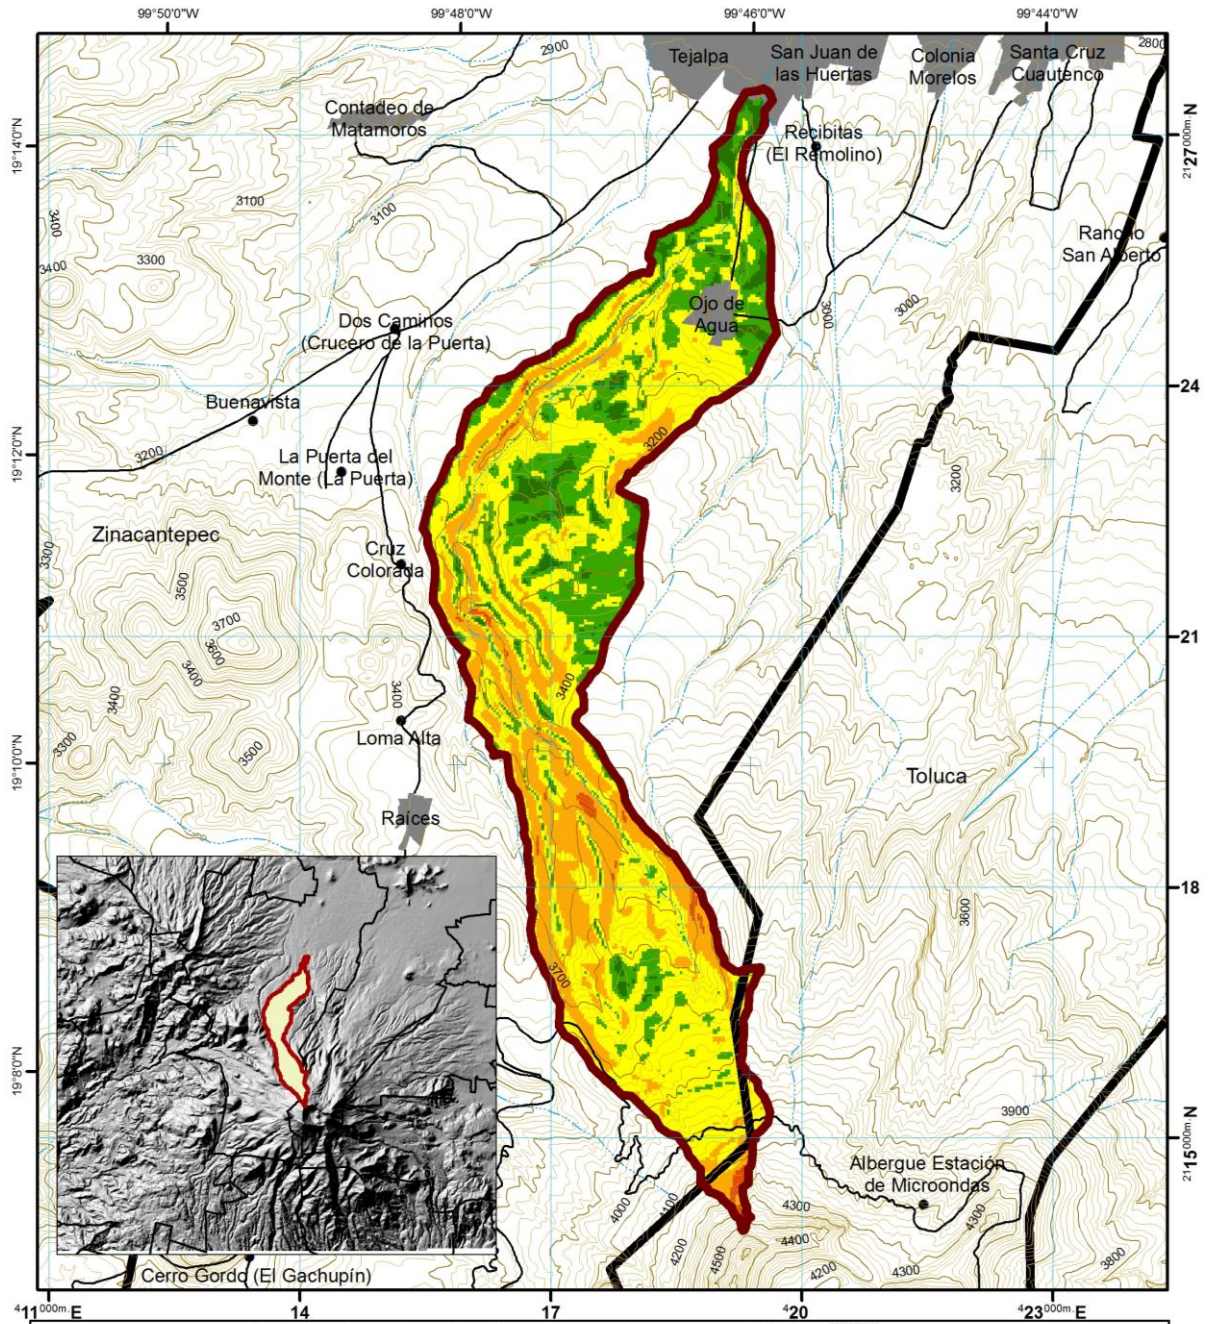 99°50'0"W
99°48'0"W
99°46'0"W
99°44'0"W
2900
Tejalpa
San Juan de
las Huertas
Colonia
Morelos
Santa Cruz
Cuautenco
2800
Contadeo de
Matamoros
Recibitas
(El Remolino)
19°14'0"N
2127000m. N
3100
3100
3400
3300
3400
Rancho
San Alberto
Ojo de
Agua
3000
3000
Dos Caminos
(Crucero de la Puerta)
24
Buenavista
3200
19°12'0"N
3200
La Puerta del
Monte (La Puerta)
3200
Zinacantepec
3300
Cruz
Colorada
3500
3700
3600
3400
21
3400
3400
3400
3300
3500
Loma Alta
19°10'0"N
Toluca
Raíces
18
3600
3700
19°8'0"N
3900
2115000m. N
Albergue Estación
de Microondas
4000
4100
4300
4300
4200
4500
4400
4200
4300
3800
Cerro Gordo (El Gachupín)
411000m. E
14
17
20
423000m. E